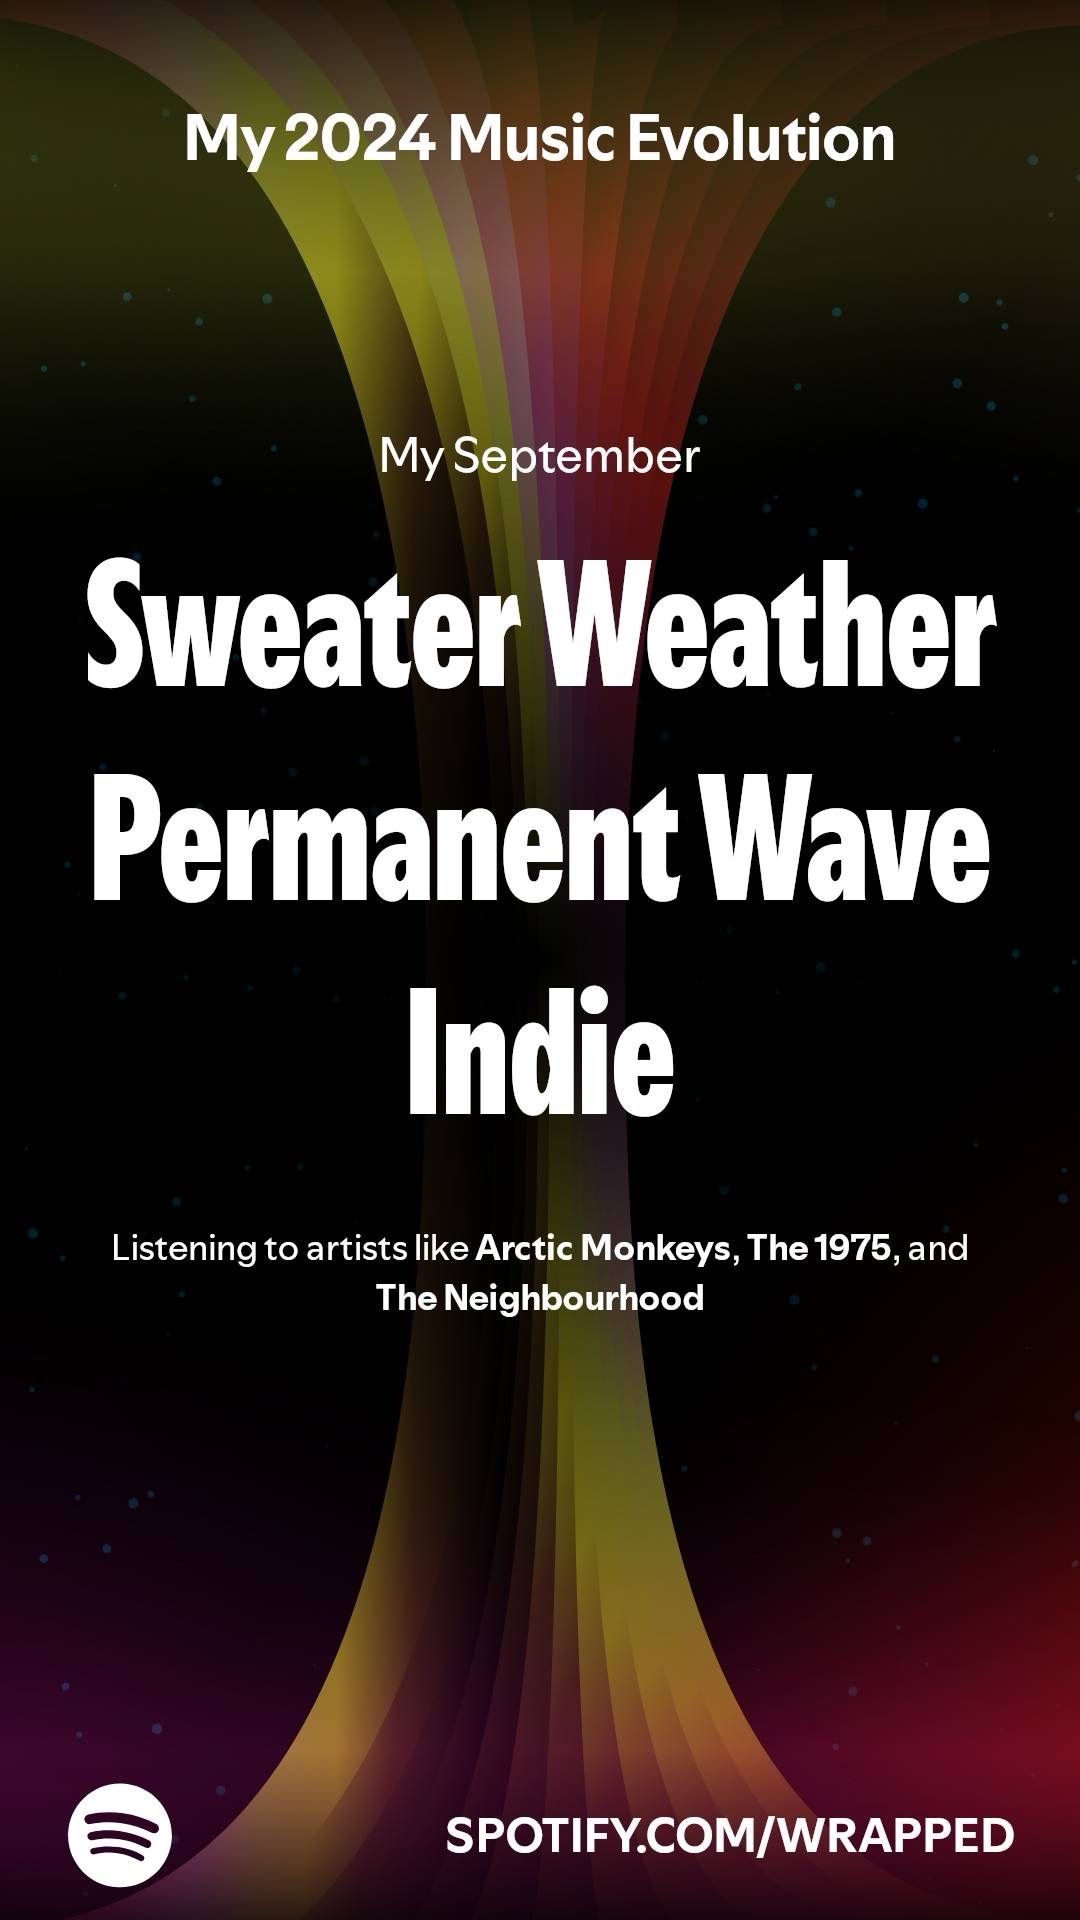 My 2024 Music Evolution
My September
Sweater Weather
Permanent Wave
Indie
Listening to artists like Arctic Monkeys, The 1975, and
The Neighbourhood
SPOTIFY.COM/WRAPPED